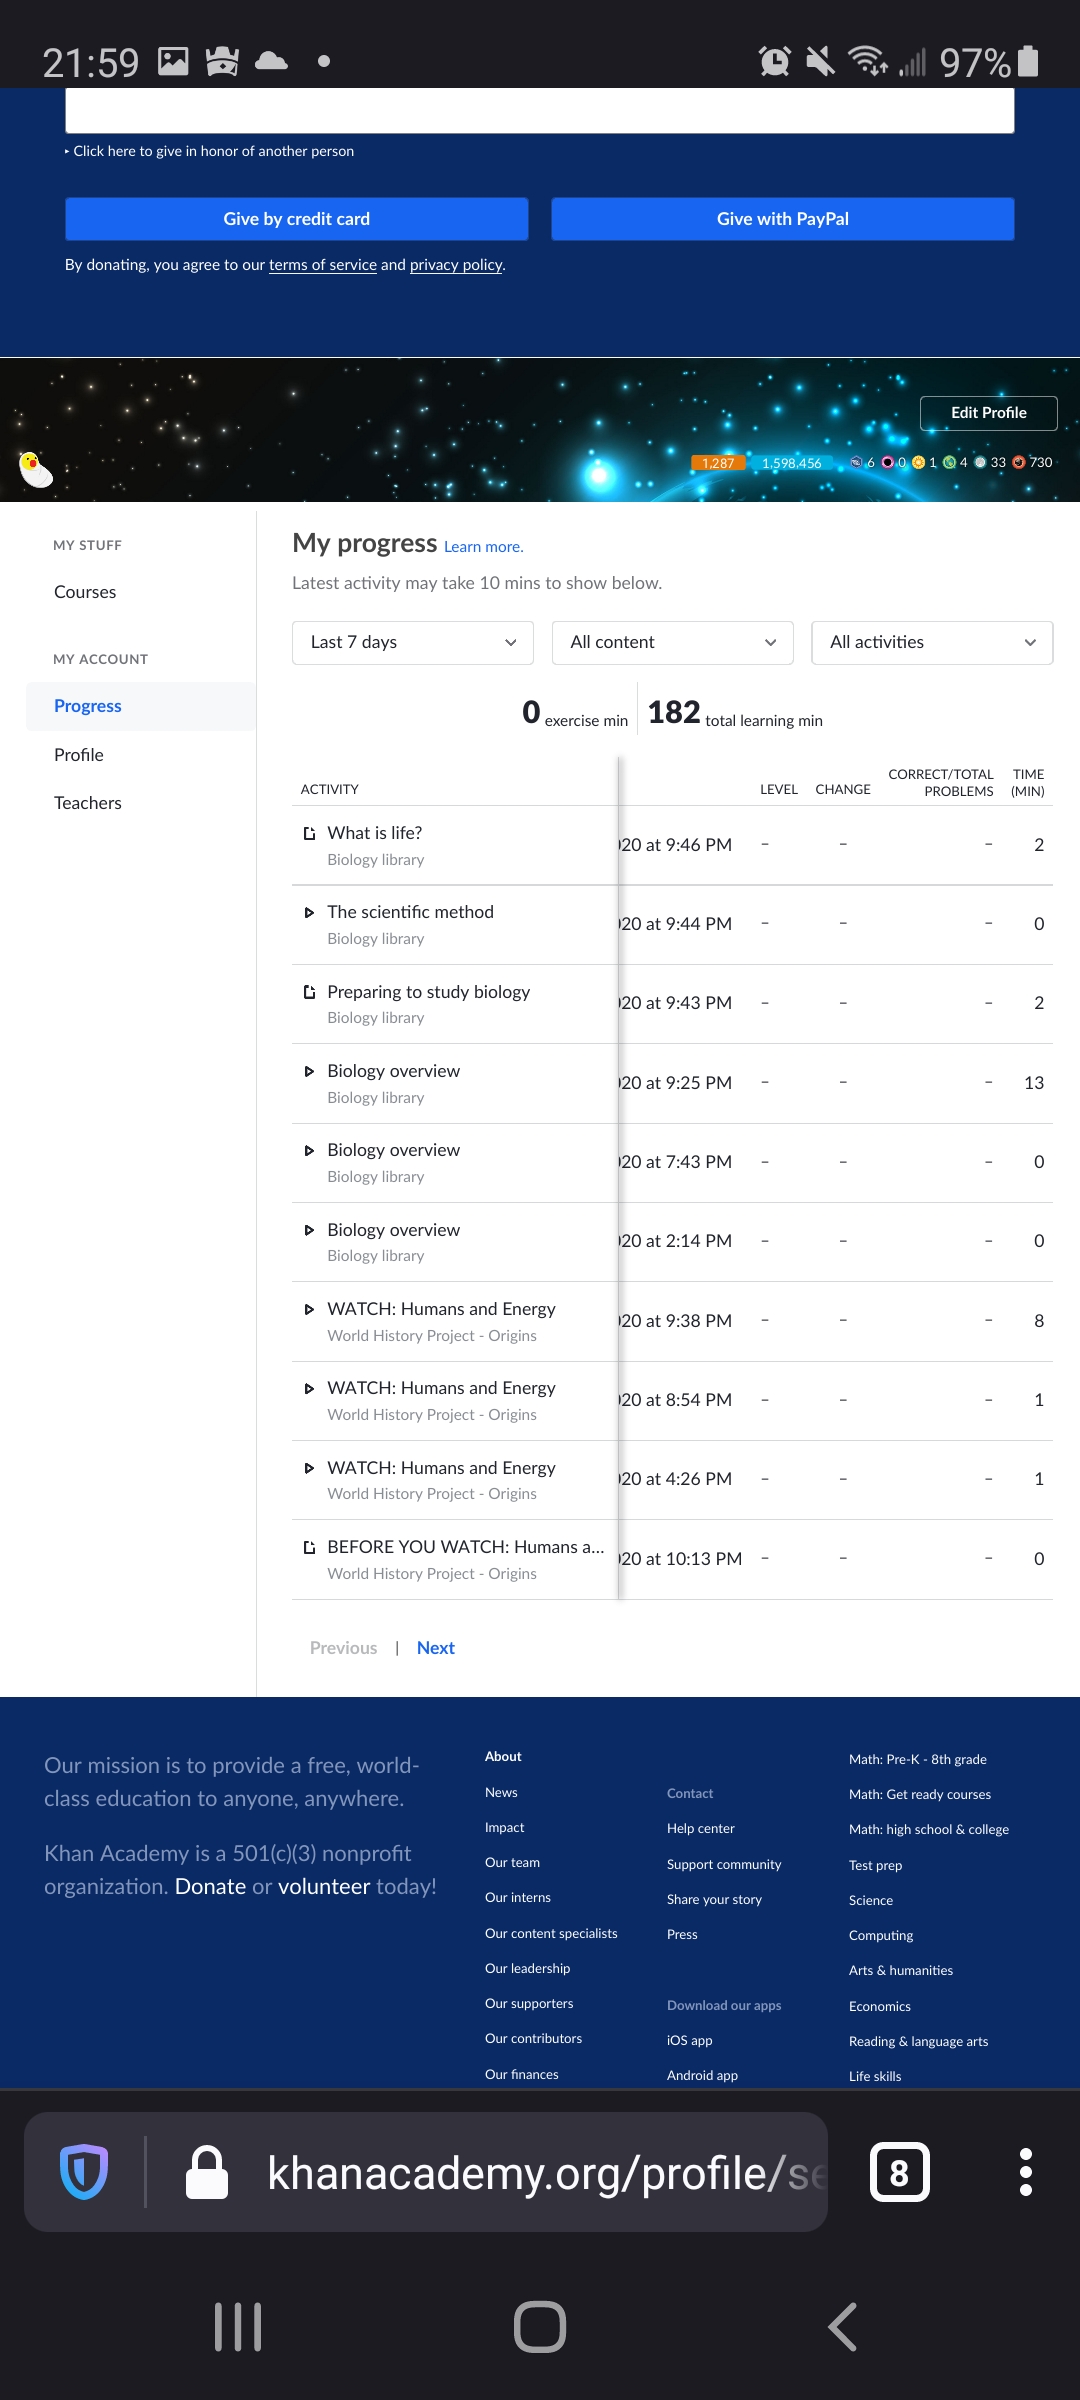 21:59 97%
‣ Click here to give in honor of another person
Give by credit card Give with PayPal
By donating, you agree to our terms of service and privacy policy.
Edit Profile
1,287 1,598,456 6 0 1 4 33 730
MY STUFF
Courses
MY ACCOUNT
Progress
Profile
Teachers
My progress Learn more.
Latest activity may take 10 mins to show below.
Last 7 days All content All activities
0 exercise min 182 total learning min
ACTIVITY LEVEL CHANGE CORRECT/TOTAL PROBLEMS TIME (MIN)
What is life?
Biology library
20 at 9:46 PM – – – 2
The scientific method
Biology library
20 at 9:44 PM – – – 0
Preparing to study biology
Biology library
20 at 9:43 PM – – – 2
Biology overview
Biology library
20 at 9:25 PM – – – 13
Biology overview
Biology library
20 at 7:43 PM – – – 0
Biology overview
Biology library
20 at 2:14 PM – – – 0
WATCH: Humans and Energy
World History Project - Origins
20 at 9:38 PM – – – 8
WATCH: Humans and Energy
World History Project - Origins
20 at 8:54 PM – – – 1
WATCH: Humans and Energy
World History Project - Origins
20 at 4:26 PM – – – 1
BEFORE YOU WATCH: Humans a...
World History Project - Origins
20 at 10:13 PM – – – 0
Previous | Next
Our mission is to provide a free, world-
class education to anyone, anywhere.
Khan Academy is a 501(c)(3) nonprofit
organization. Donate or volunteer today!
About
News
Impact
Our team
Our interns
Our content specialists
Our leadership
Our supporters
Our contributors
Our finances
Contact
Help center
Support community
Share your story
Press
Download our apps
iOS app
Android app
Math: Pre-K - 8th grade
Math: Get ready courses
Math: high school & college
Test prep
Science
Computing
Arts & humanities
Economics
Reading & language arts
Life skills
khanacademy.org/profile/se
8